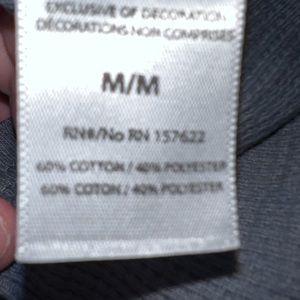 EXCLUSIVE OF DECORATION
DÉCORATIONS NON COMPRISES
M/M
RN#/No RN 157622
60% COTTON / 40% POLYESTER
60% COTON / 40% POLYESTER